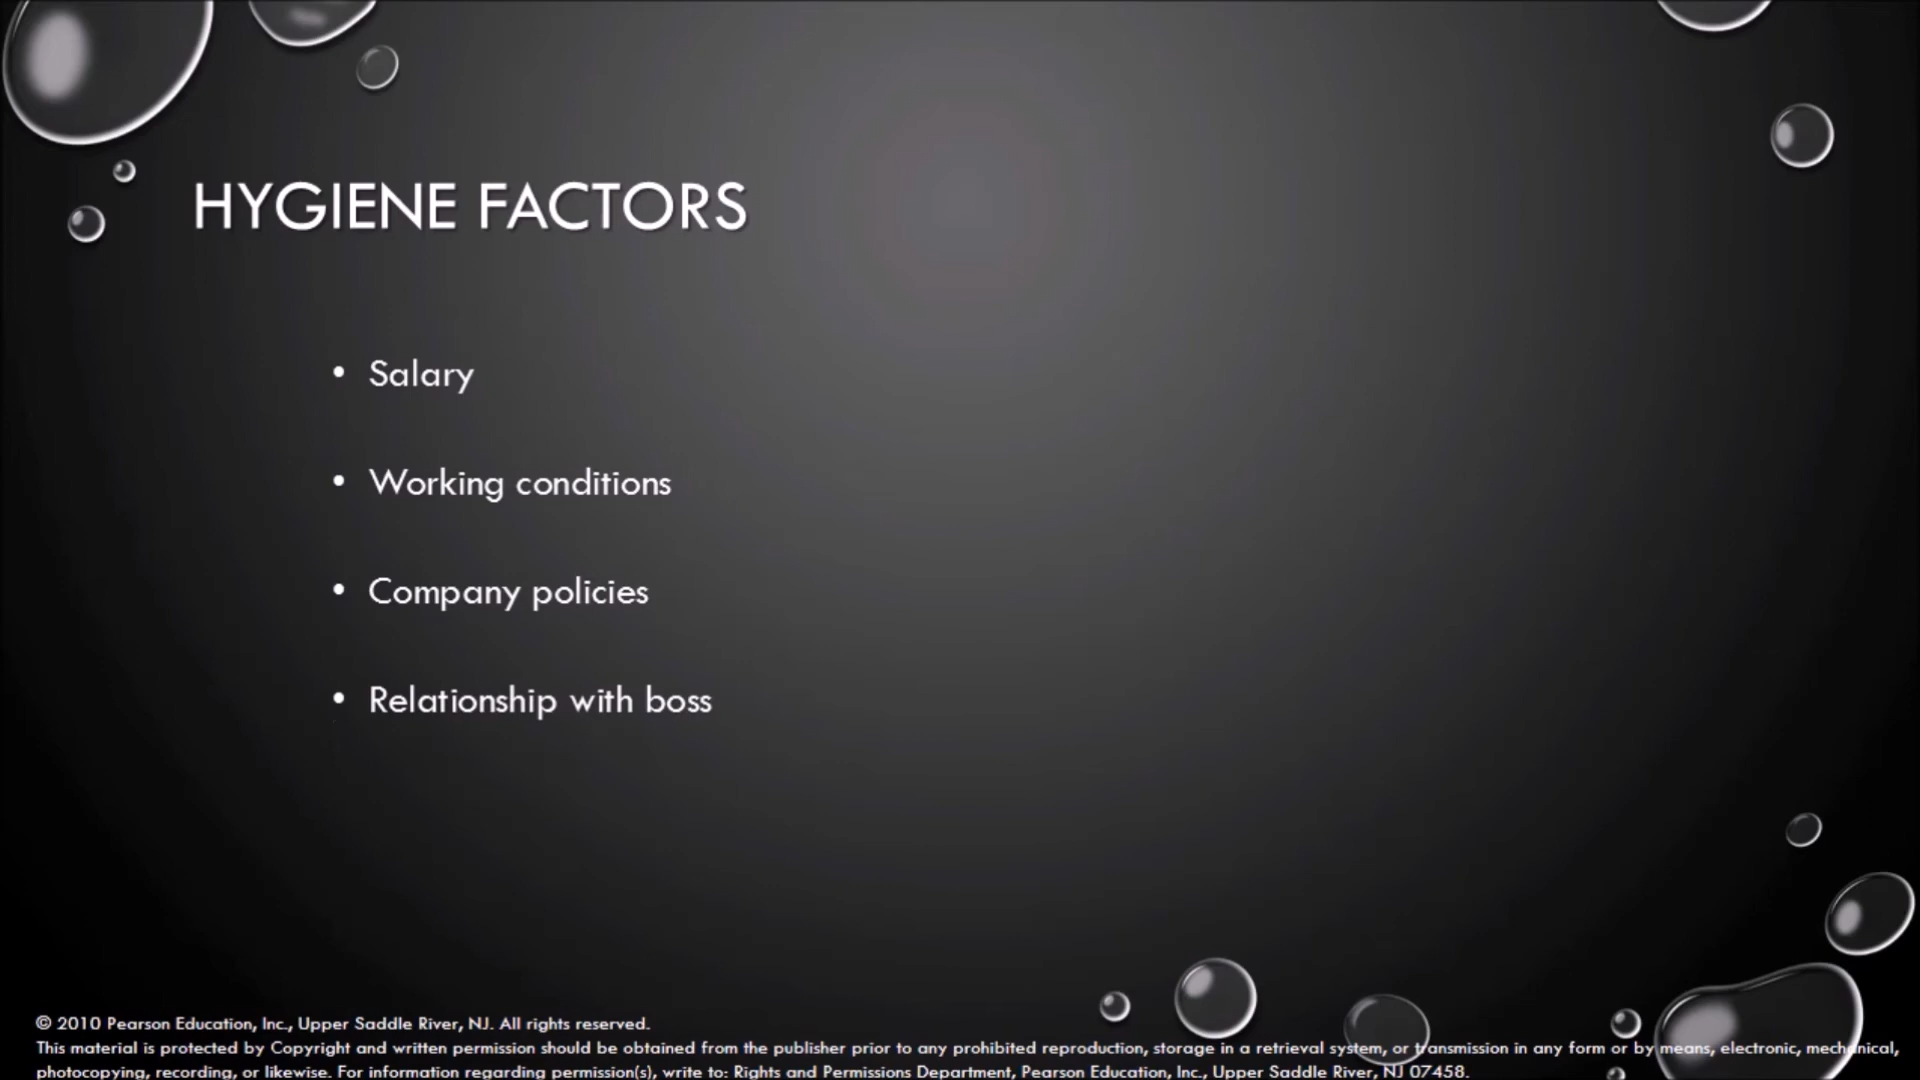 HYGIENE FACTORS
• Salary
• Working conditions
• Company policies
• Relationship with boss
© 2010 Pearson Education, Inc., Upper Saddle River, NJ. All rights reserved.
This material is protected by Copyright and written permission should be obtained from the publisher prior to any prohibited reproduction, storage in a retrieval system, or transmission in any form or by means, electronic, mechanical,
photocopying, recording, or likewise. For information regarding permission(s), write to: Rights and Permissions Department, Pearson Education, Inc., Upper Saddle River, NJ 07458.